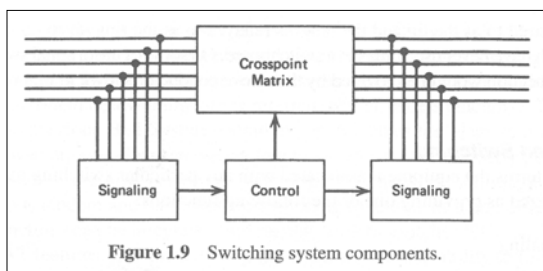 Crosspoint
Matrix
Signaling
Control
Signaling
Figure 1.9 Switching system components.